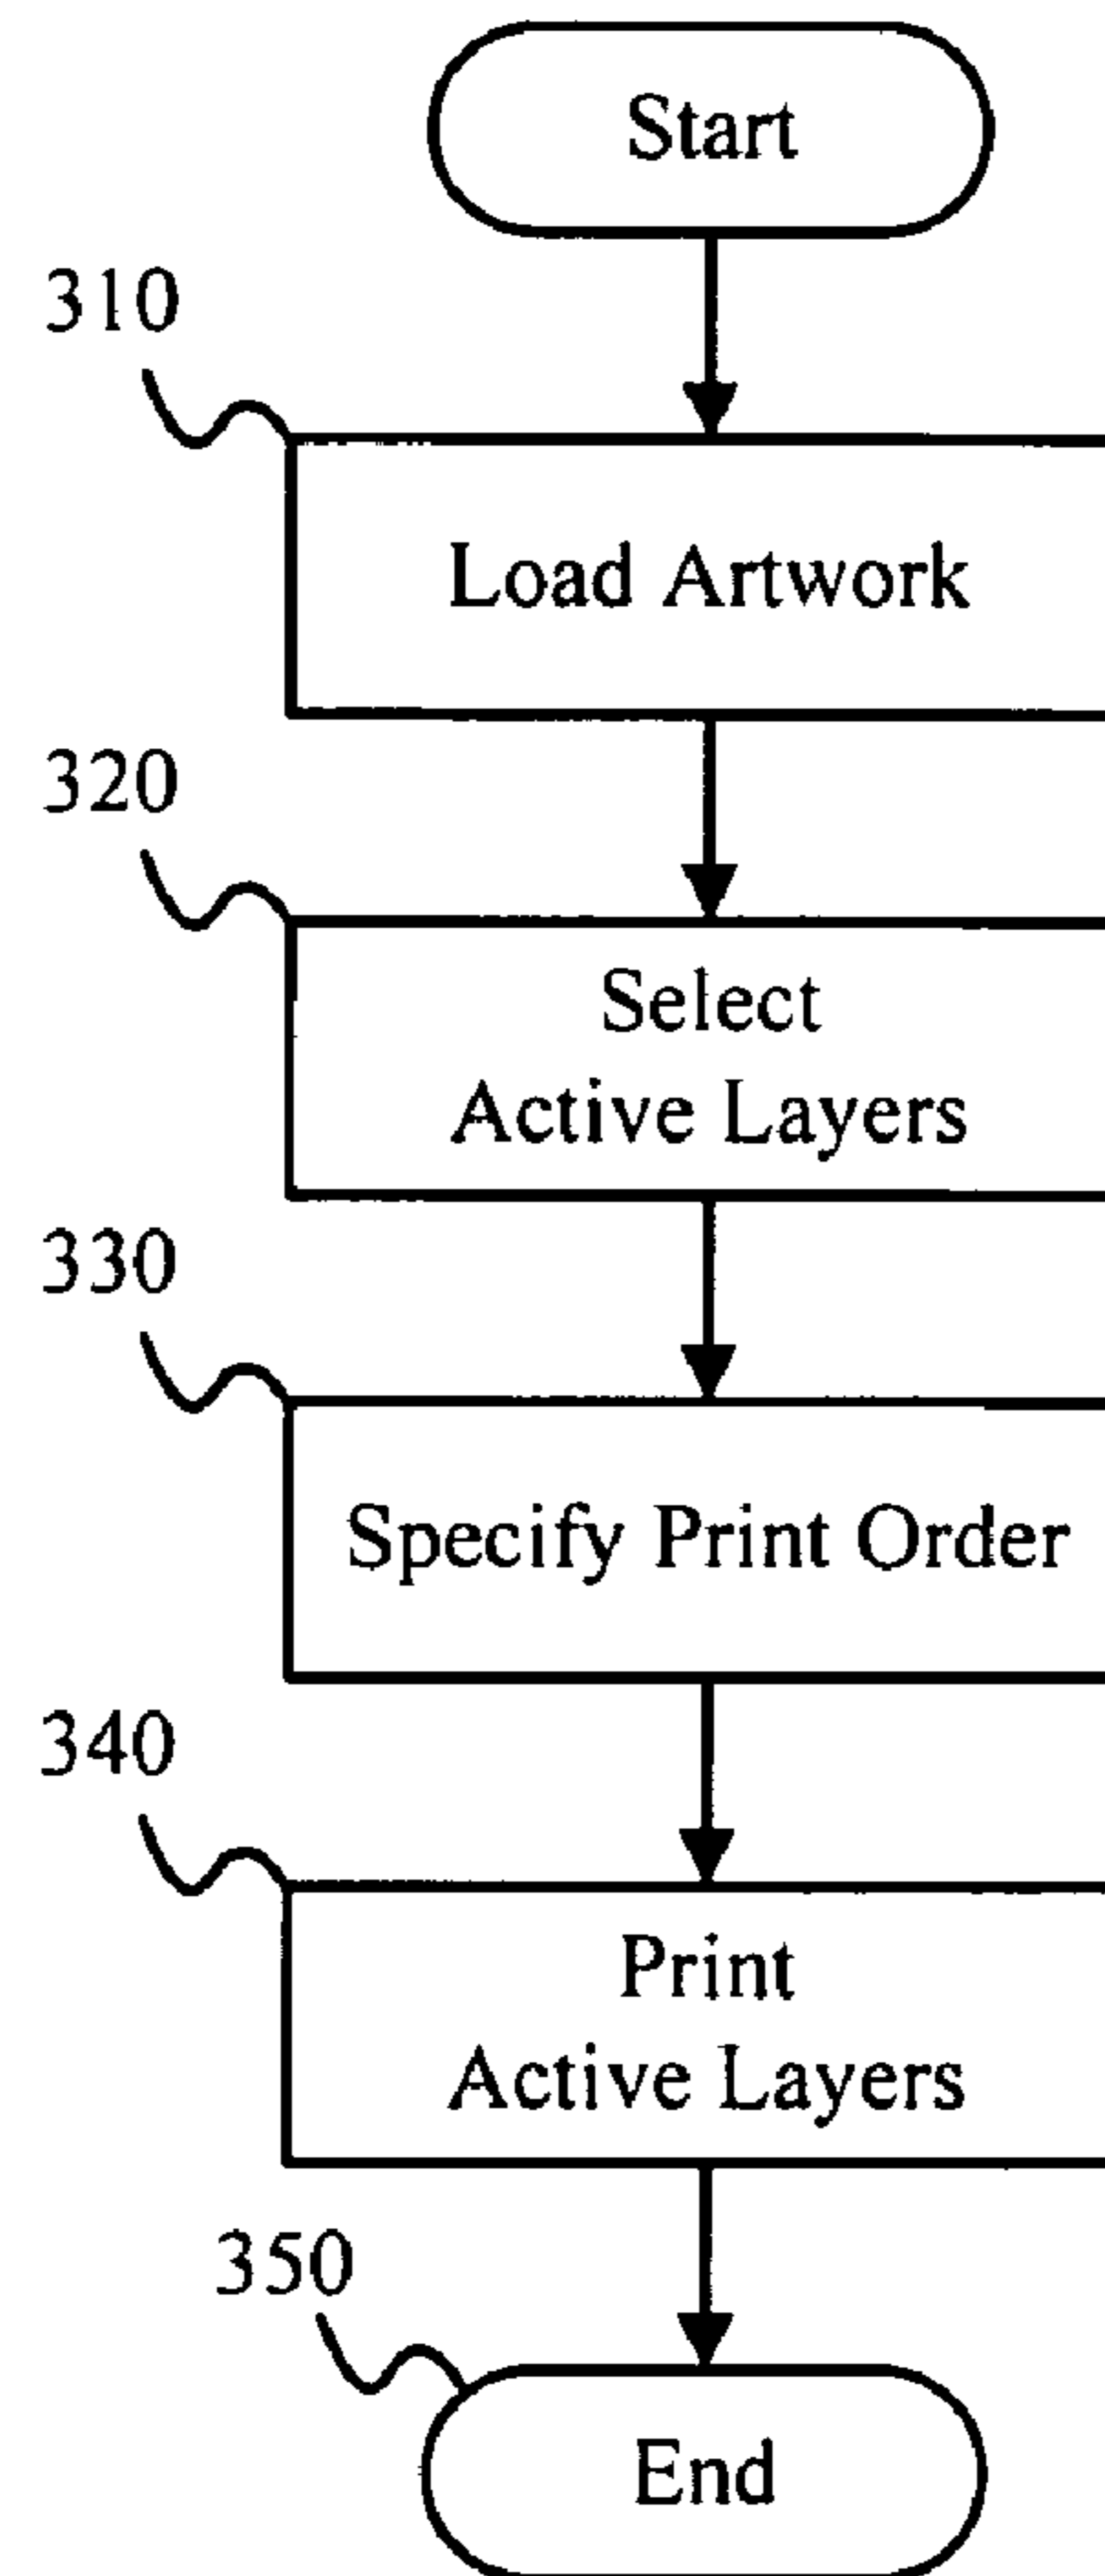 Start
310
Load Artwork
320
Select
Active Layers
330
Specify Print Order
340
Print
Active Layers
350
End